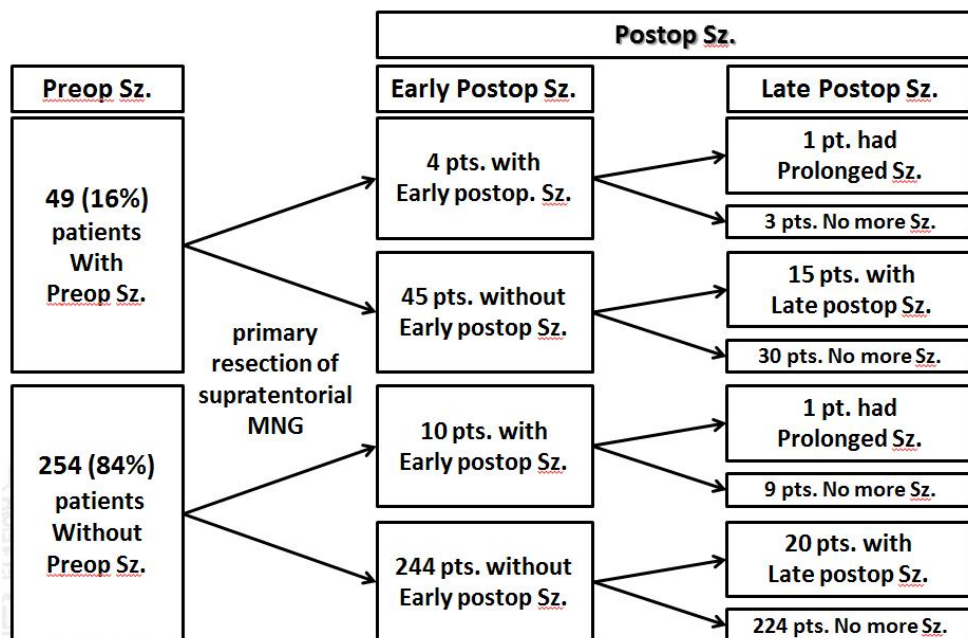 Postop Sz.
Preop Sz.
Early Postop Sz.
Late Postop Sz.
49 (16%)
patients
With
Preop Sz.
4 pts. with
Early postop. Sz.
1 pt. had
Prolonged Sz.
3 pts. No more Sz.
45 pts. without
Early postop Sz.
15 pts. with
Late postop Sz.
30 pts. No more Sz.
primary
resection of
supratentorial
MNG
254 (84%)
patients
Without
Preop Sz.
10 pts. with
Early postop Sz.
1 pt. had
Prolonged Sz.
9 pts. No more Sz.
244 pts. without
Early postop Sz.
20 pts. with
Late postop Sz.
224 pts. No more Sz.